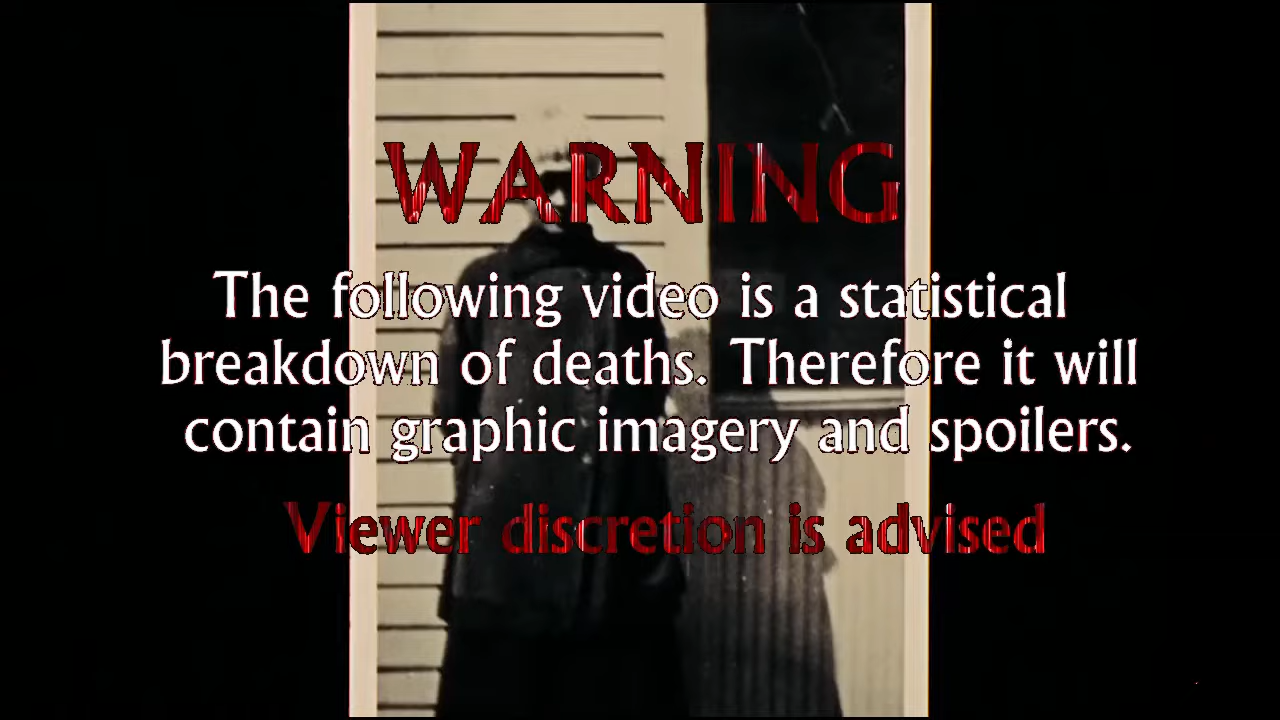 WARNING
The following video is a statistical
breakdown of deaths. Therefore it will
contain graphic imagery and spoilers.
Viewer discretion is advised